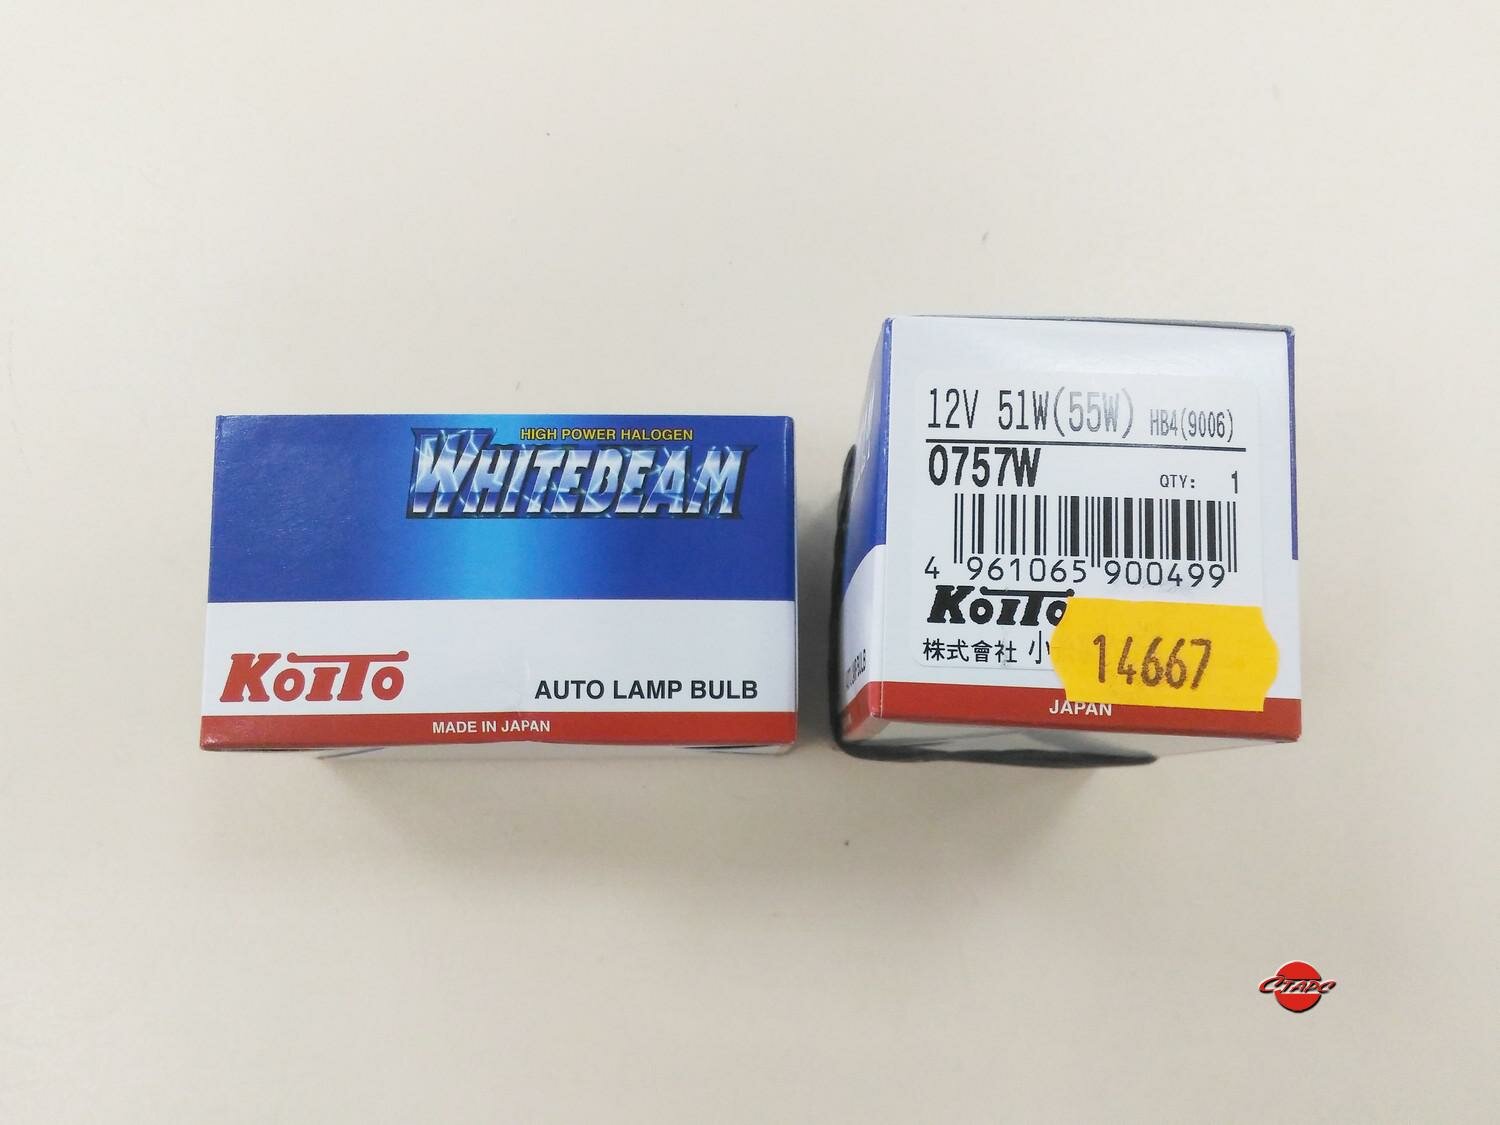 HIGH POWER HALOGEN
WHITEBEAM
KOITO
AUTO LAMP BULB
MADE IN JAPAN
12V 51W(55W) HB4(9006)
0757W
QTY: 1
4 961065 900499
KOITO
株式會社 小
14667
JAPAN
СТАРС